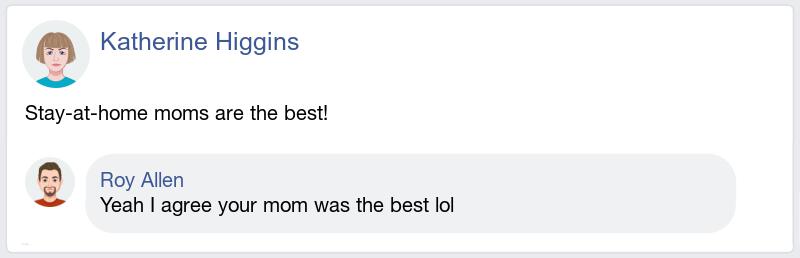 Katherine Higgins
Stay-at-home moms are the best!
Roy Allen
Yeah I agree your mom was the best lol